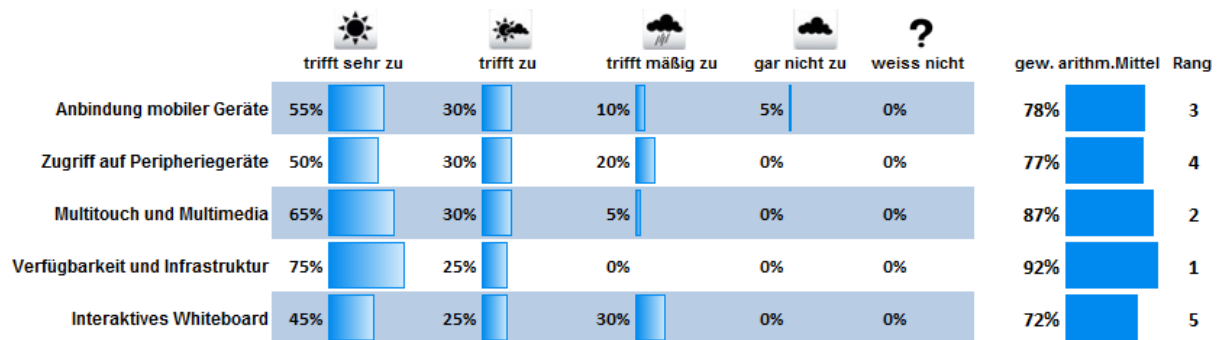 ?
trifft sehr zu trifft zu trifft mäßig zu gar nicht zu weiss nicht gew. arithm.Mittel Rang
Anbindung mobiler Geräte 55% 30% 10% 5% 0% 78% 3
Zugriff auf Peripheriegeräte 50% 30% 20% 0% 0% 77% 4
Multitouch und Multimedia 65% 30% 5% 0% 0% 87% 2
Verfügbarkeit und Infrastruktur 75% 25% 0% 0% 0% 92% 1
Interaktives Whiteboard 45% 25% 30% 0% 0% 72% 5